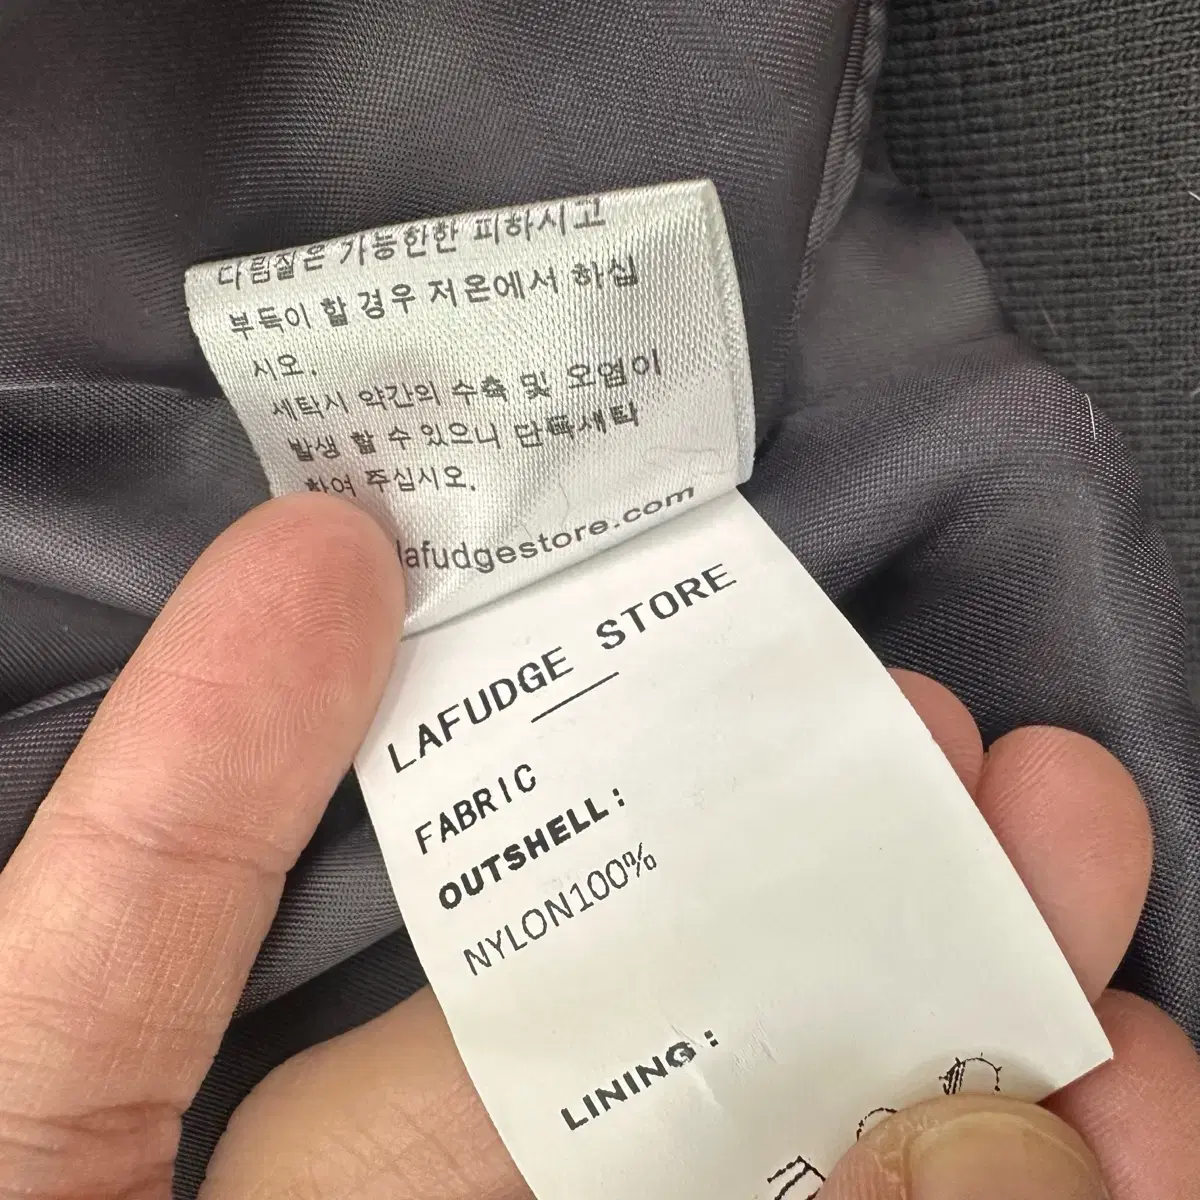 다림질은 가능한한 피하시고
부득이 할 경우 저온에서 하십
시오.
세탁시 약간의 수축 및 오염이
발생 할 수 있으니 단독세탁
하여 주십시오.
lafudgestore.com
LAFUDGE STORE
FABRIC
OUTSHELL:
NYLON100%
LINING: